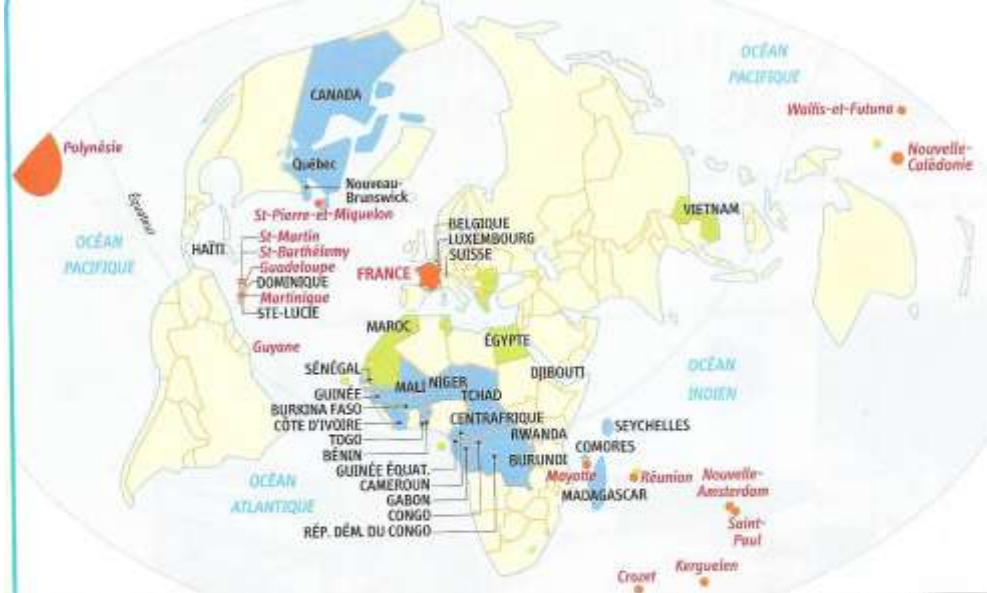 OCÉAN
PACIFIQUE
CANADA
Wallis-et-Futuna
Polynésie
Nouvelle-
Calédonie
Québec
Nouveau-
Brunswick
Équateur
St-Pierre-et-Miquelon
VIETNAM
BELGIQUE
LUXEMBOURG
SUISSE
OCÉAN
PACIFIQUE
HAÏTI
St-Martin
St-Barthélemy
Guadeloupe
DOMINIQUE
Martinique
STE-LUCIE
FRANCE
MAROC
ÉGYPTE
Guyane
SÉNÉGAL
DJIBOUTI
OCÉAN
INDIEN
MALI
NIGER
TCHAD
GUINÉE
BURKINA FASO
CÔTE D'IVOIRE
TOGO
BÉNIN
CENTRAFRIQUE
RWANDA
BURUNDI
SEYCHELLES
COMORES
GUINÉE ÉQUAT.
CAMEROUN
GABON
CONGO
RÉP. DÉM. DU CONGO
Mayotte
MADAGASCAR
Réunion
Nouvelle-
Amsterdam
Saint-
Paul
OCÉAN
ATLANTIQUE
Crozet
Kerguelen